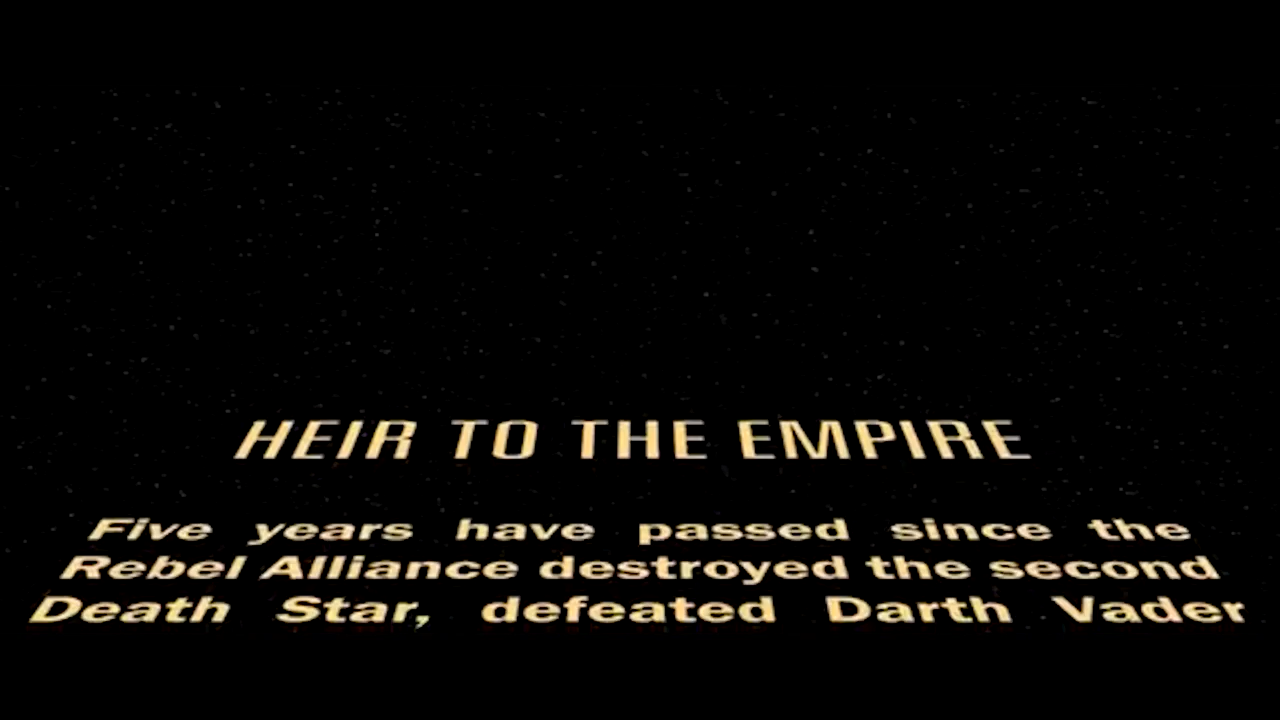 HEIR TO THE EMPIRE
Five years have passed since the
Rebel Alliance destroyed the second
Death Star, defeated Darth Vader